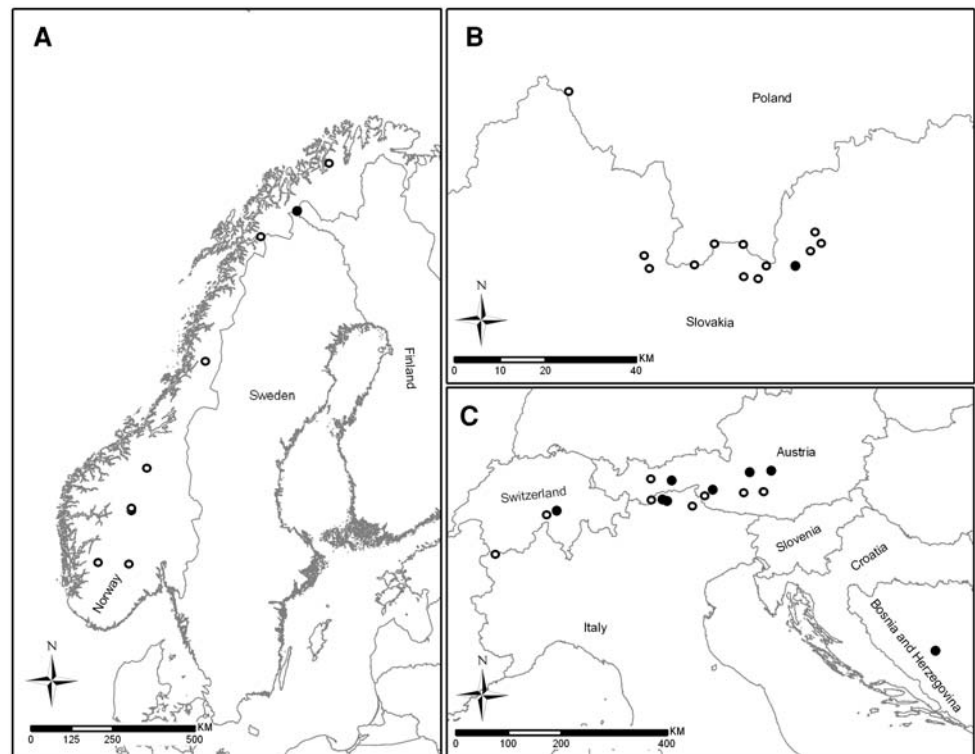 A
N
Norway
Sweden
Finland
KM
0 125 250 500
B
Poland
Slovakia
N
KM
0 10 20 40
C
Switzerland
Austria
Slovenia
Croatia
Bosnia and Herzegovina
Italy
N
KM
0 100 200 400